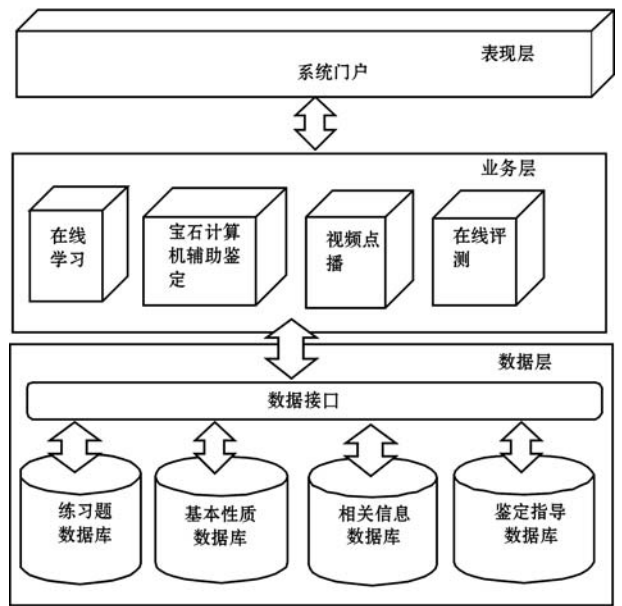 表现层
系统门户
业务层
在线
学习
宝石计算
机辅助鉴
定
视频点
播
在线评
测
数据层
数据接口
练习题
数据库
基本性质
数据库
相关信息
数据库
鉴定指导
数据库